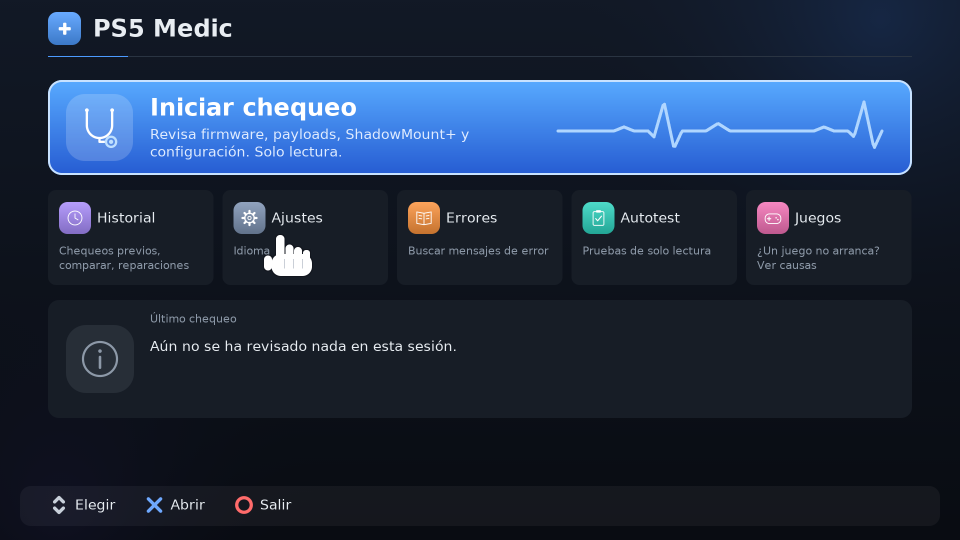 PS5 Medic
Iniciar chequeo
Revisa firmware, payloads, ShadowMount+ y
configuración. Solo lectura.
Historial
Chequeos previos,
comparar, reparaciones
Ajustes
Idioma
Errores
Buscar mensajes de error
Autotest
Pruebas de solo lectura
Juegos
¿Un juego no arranca?
Ver causas
Último chequeo
Aún no se ha revisado nada en esta sesión.
Elegir
Abrir
Salir